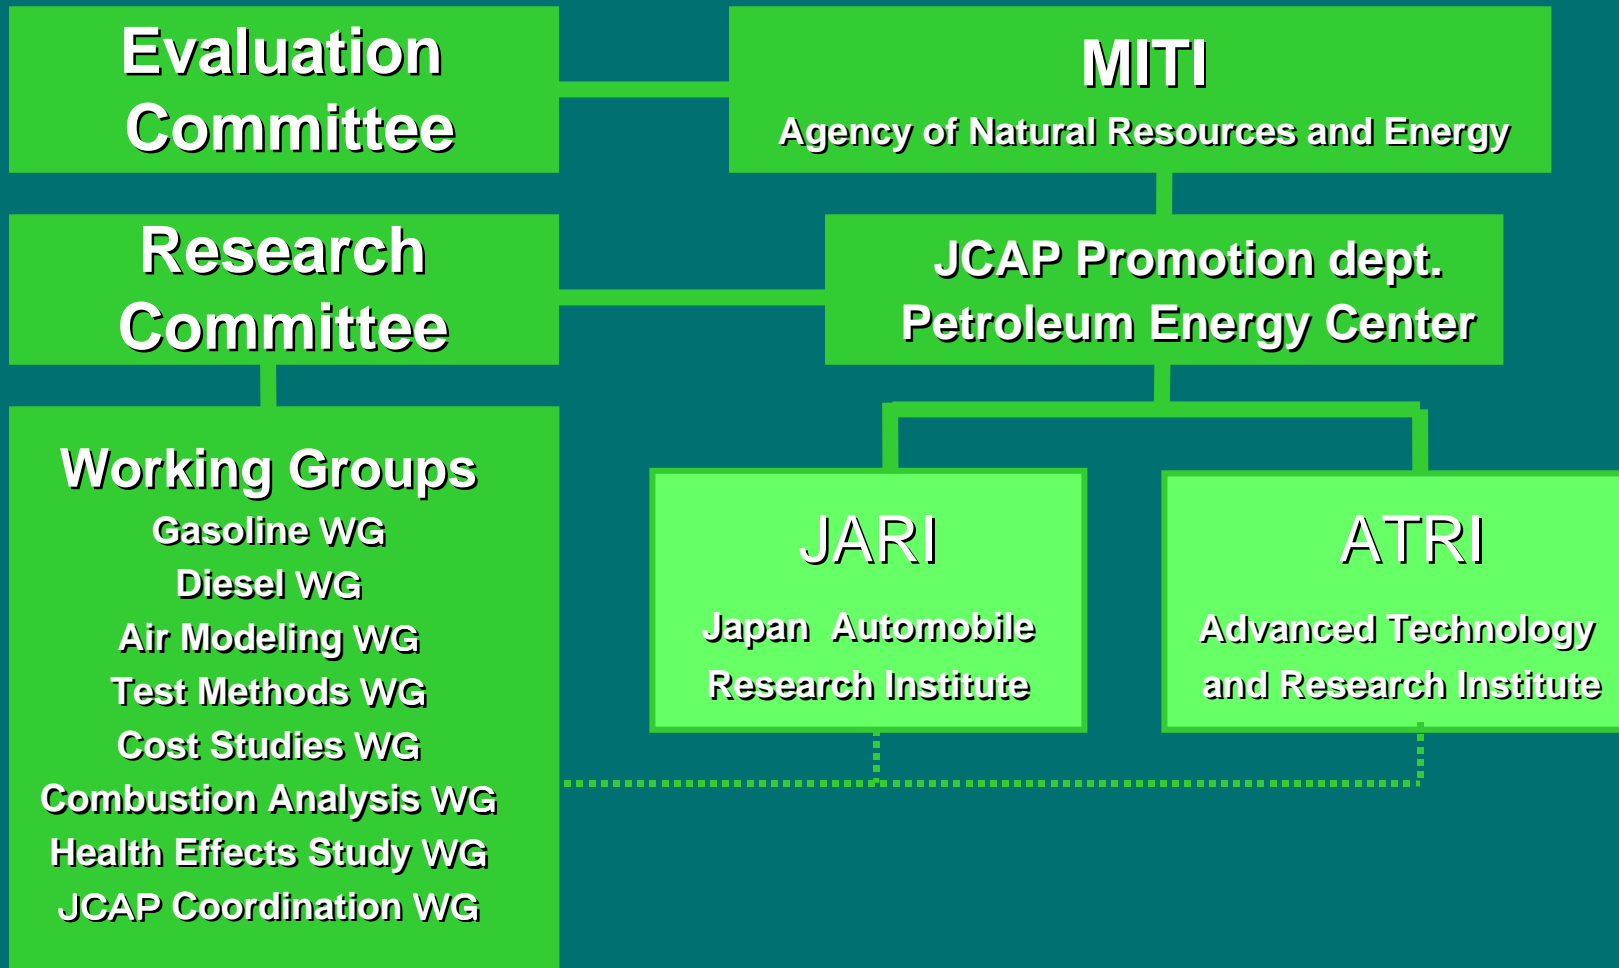 Evaluation
Committee
MITI
Agency of Natural Resources and Energy
Research
Committee
JCAP Promotion dept.
Petroleum Energy Center
Working Groups
Gasoline WG
Diesel WG
Air Modeling WG
Test Methods WG
Cost Studies WG
Combustion Analysis WG
Health Effects Study WG
JCAP Coordination WG
JARI
Japan Automobile
Research Institute
ATRI
Advanced Technology
and Research Institute